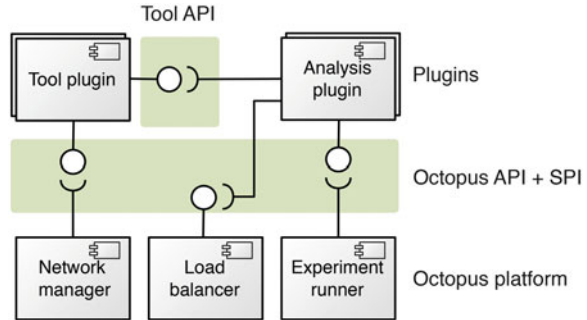 Tool API
Tool plugin
Analysis
plugin
Plugins
Octopus API + SPI
Network
manager
Load
balancer
Experiment
runner
Octopus platform